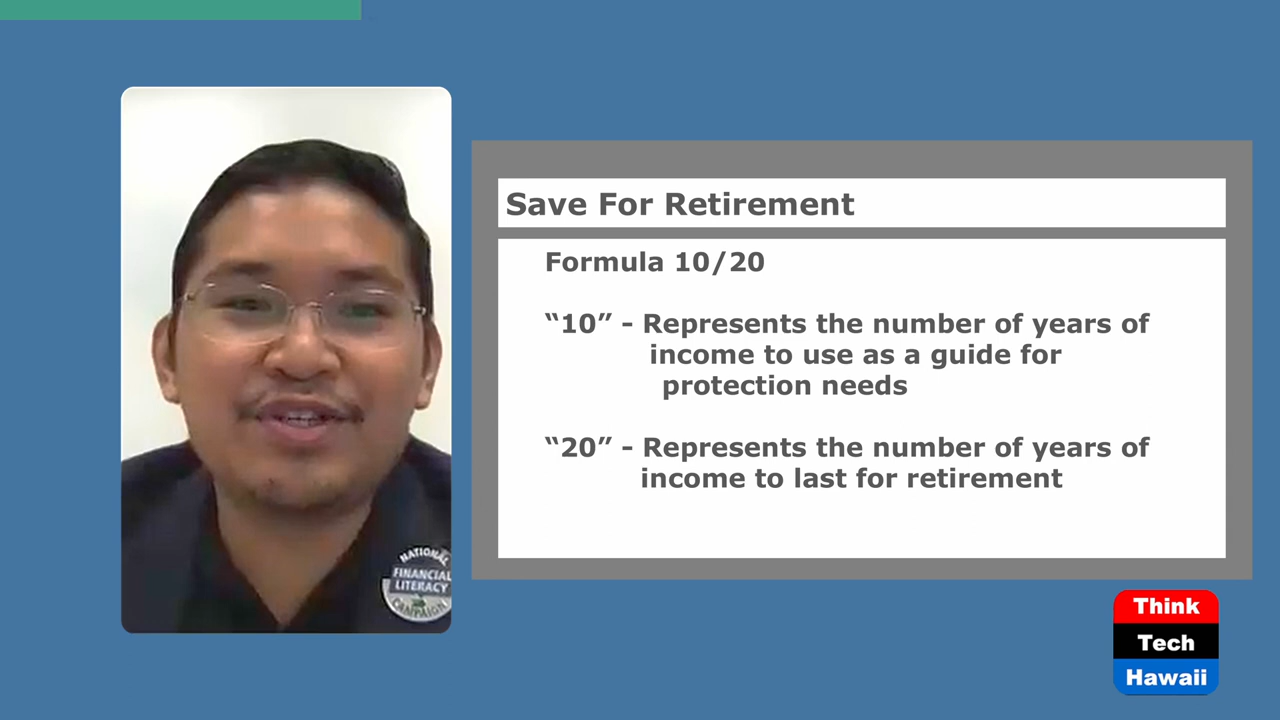 Save For Retirement
Formula 10/20
“10” - Represents the number of years of
income to use as a guide for
protection needs
“20” - Represents the number of years of
income to last for retirement
NATIONAL
FINANCIAL
LITERACY
CAMPAIGN
Think
Tech
Hawaii